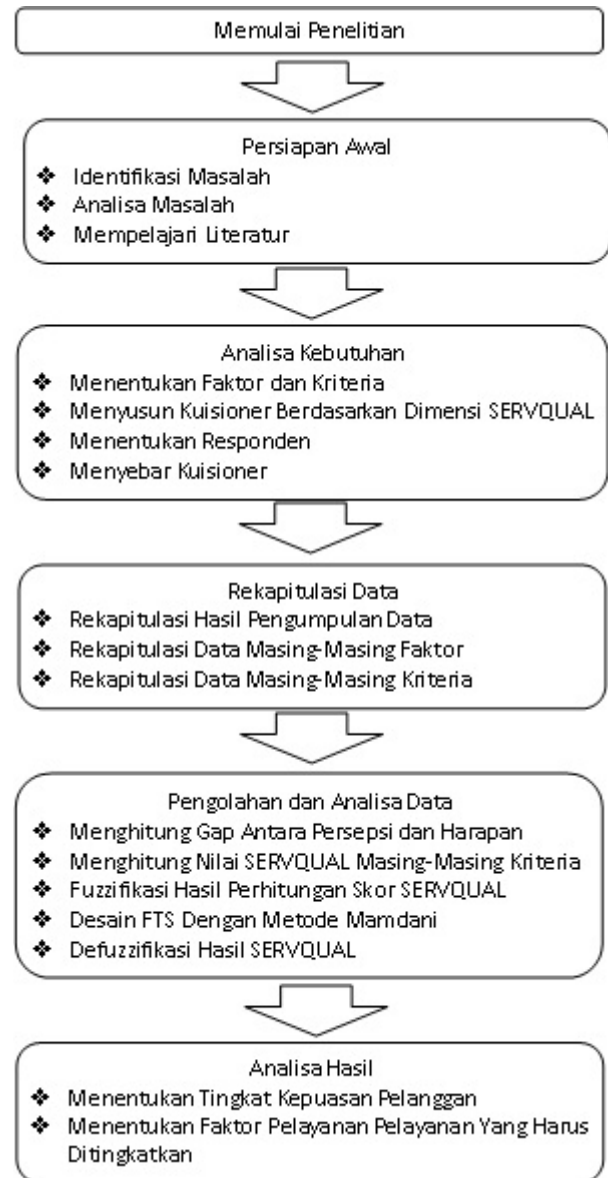 Memulai Penelitian
Persiapan Awal
❖ Identifikasi Masalah
❖ Analisa Masalah
❖ Mempelajari Literatur
Analisa Kebutuhan
❖ Menentukan Faktor dan Kriteria
❖ Menyusun Kuisioner Berdasarkan Dimensi SERVQUAL
❖ Menentukan Responden
❖ Menyebar Kuisioner
Rekapitulasi Data
❖ Rekapitulasi Hasil Pengumpulan Data
❖ Rekapitulasi Data Masing-Masing Faktor
❖ Rekapitulasi Data Masing-Masing Kriteria
Pengolahan dan Analisa Data
❖ Menghitung Gap Antara Persepsi dan Harapan
❖ Menghitung Nilai SERVQUAL Masing-Masing Kriteria
❖ Fuzzifikasi Hasil Perhitungan Skor SERVQUAL
❖ Desain FTS Dengan Metode Mamdani
❖ Defuzzifikasi Hasil SERVQUAL
Analisa Hasil
❖ Menentukan Tingkat Kepuasan Pelanggan
❖ Menentukan Faktor Pelayanan Pelayanan Yang Harus
Ditingkatkan